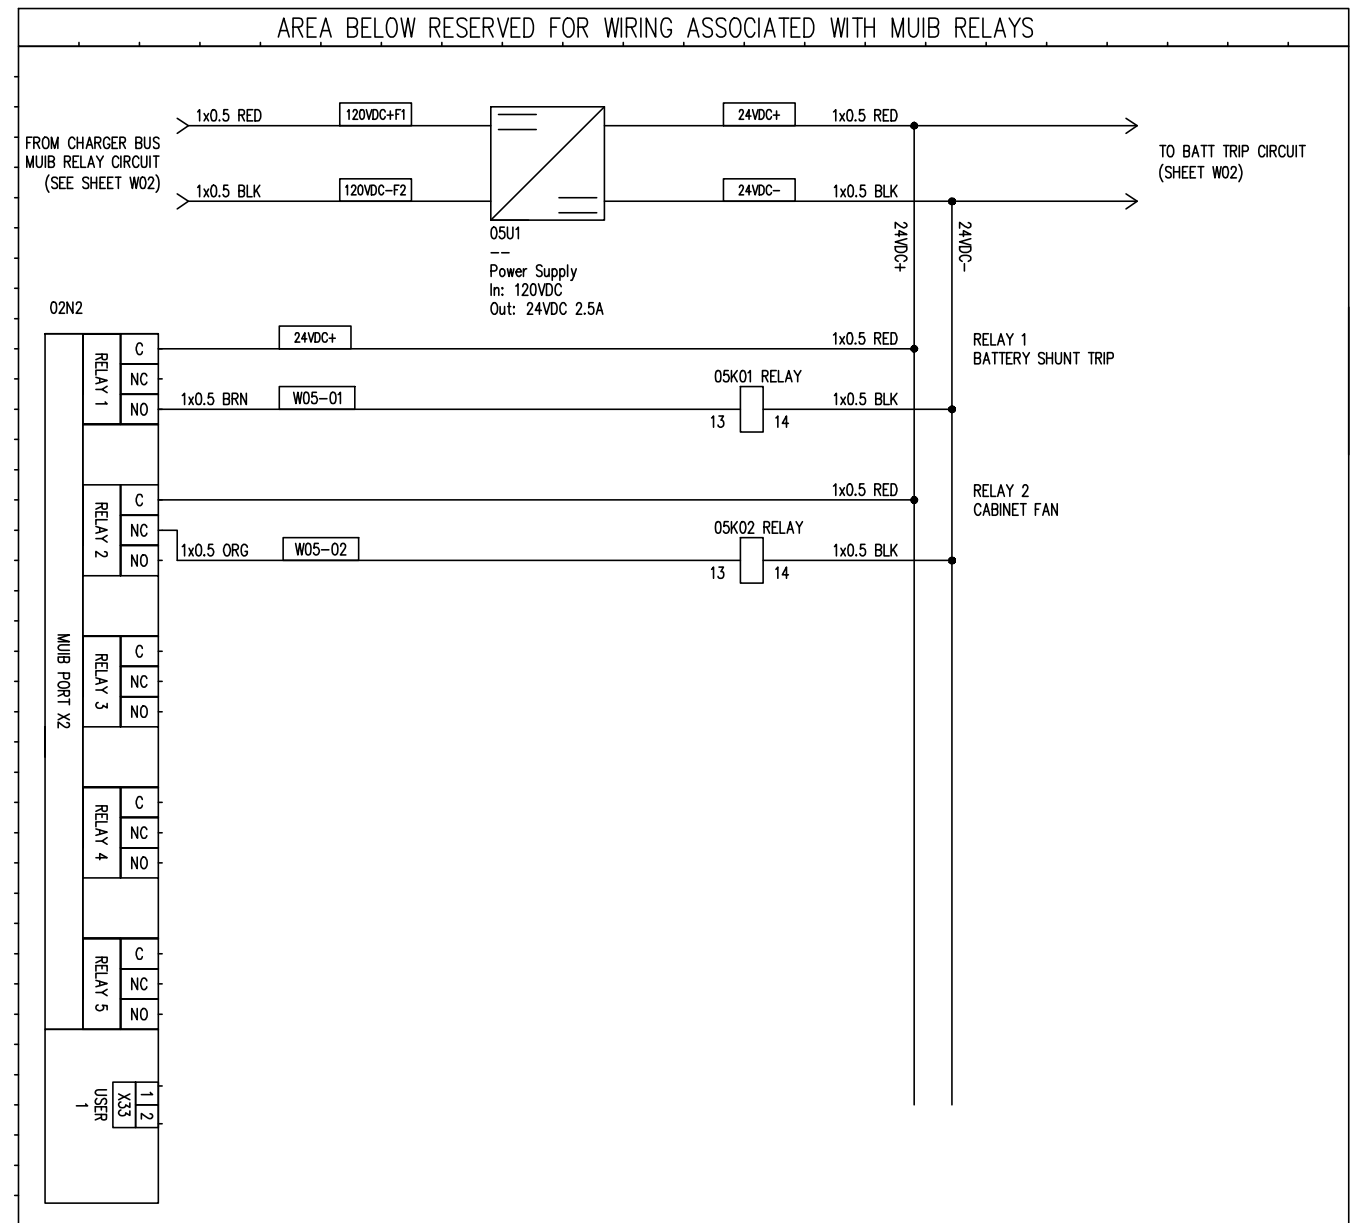 AREA BELOW RESERVED FOR WIRING ASSOCIATED WITH MUIB RELAYS
1x0.5 RED
120VDC+F1
24VDC+
1x0.5 RED
FROM CHARGER BUS
MUIB RELAY CIRCUIT
(SEE SHEET W02)
TO BATT TRIP CIRCUIT
(SHEET W02)
1x0.5 BLK
120VDC-F2
24VDC-
1x0.5 BLK
05U1
--
Power Supply
In: 120VDC
Out: 24VDC 2.5A
24VDC+
24VDC-
02N2
MUIB PORT X2
RELAY 1
C
NC
NO
24VDC+
1x0.5 RED
RELAY 1
BATTERY SHUNT TRIP
1x0.5 BRN
W05-01
05K01 RELAY
13
14
1x0.5 BLK
RELAY 2
C
NC
NO
1x0.5 RED
RELAY 2
CABINET FAN
1x0.5 ORG
W05-02
05K02 RELAY
13
14
1x0.5 BLK
RELAY 3
C
NC
NO
RELAY 4
C
NC
NO
RELAY 5
C
NC
NO
USER
1
X33
1
2